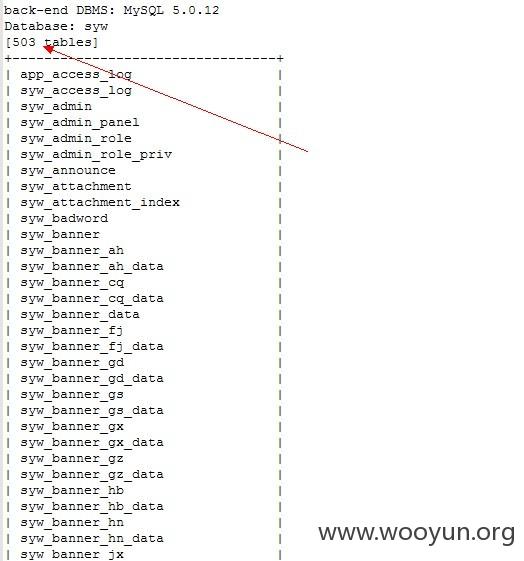 back-end DBMS: MySQL 5.0.12
Database: syw
[503 tables]
+----------------------------------+
| app_access_log |
| syw_access_log |
| syw_admin |
| syw_admin_panel |
| syw_admin_role |
| syw_admin_role_priv |
| syw_announce |
| syw_attachment |
| syw_attachment_index |
| syw_badword |
| syw_banner |
| syw_banner_ah |
| syw_banner_ah_data |
| syw_banner_cq |
| syw_banner_cq_data |
| syw_banner_data |
| syw_banner_fj |
| syw_banner_fj_data |
| syw_banner_gd |
| syw_banner_gd_data |
| syw_banner_gs |
| syw_banner_gs_data |
| syw_banner_gx |
| syw_banner_gx_data |
| syw_banner_gz |
| syw_banner_gz_data |
| syw_banner_hb |
| syw_banner_hb_data |
| syw_banner_hn |
| syw_banner_hn_data |
| syw_banner_jx |
www.wooyun.org